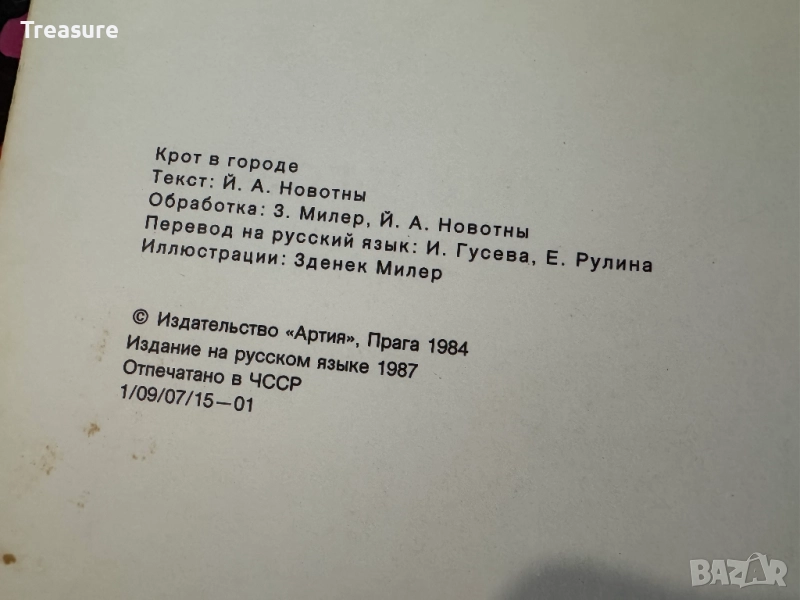 Treasure
Крот в городе
Текст: Й. А. Новотны
Обработка: З. Милер, Й. А. Новотны
Перевод на русский язык: И. Гусева, Е. Рулина
Иллюстрации: Зденек Милер
© Издательство «Артия», Прага 1984
Издание на русском языке 1987
Отпечатано в ЧССР
1/09/07/15—01
BAZAR